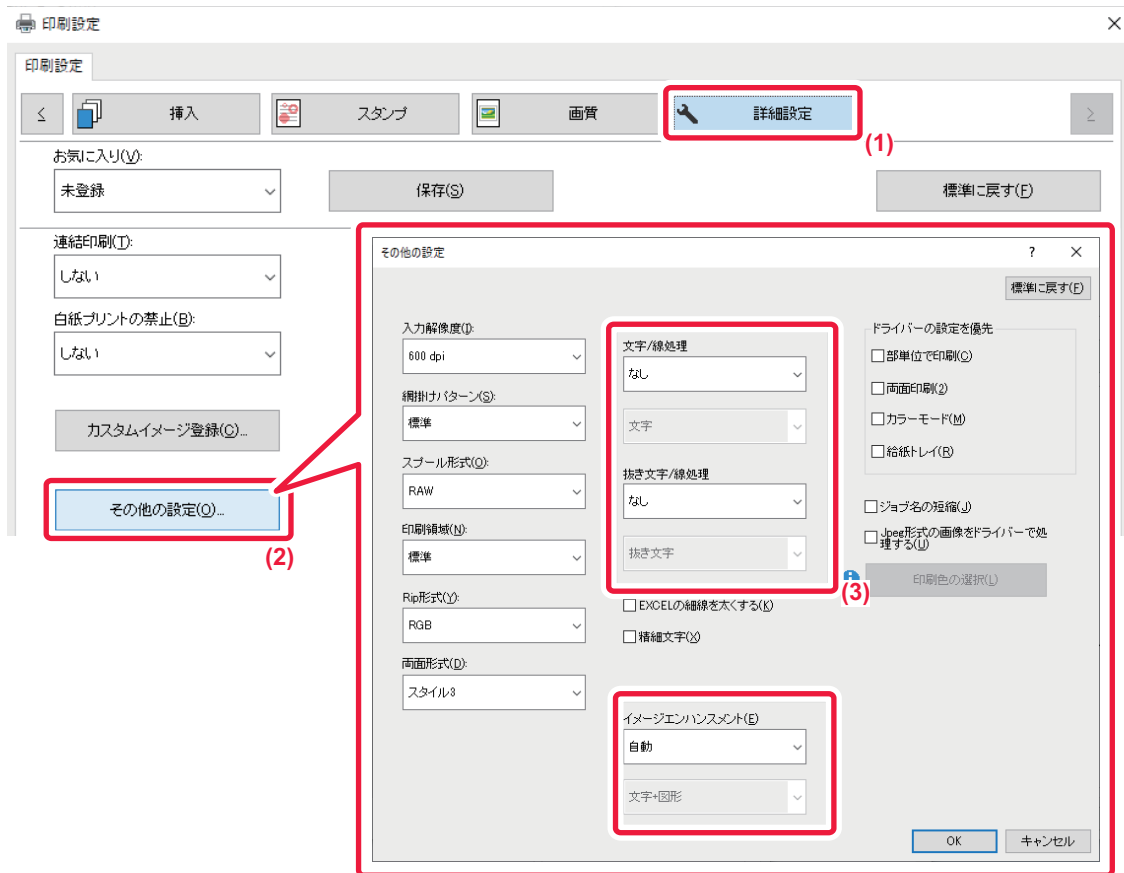 印刷設定
印刷設定
挿入
スタンプ
画質
詳細設定
(1)
お気に入り(V):
未登録
保存(S)
標準に戻す(F)
連結印刷(T):
しない
白紙プリントの禁止(B):
しない
カスタムイメージ登録(C)...
その他の設定(O)...
(2)
その他の設定
?
標準に戻す(F)
入力解像度(I):
600 dpi
網掛けパターン(S):
標準
スプール形式(O):
RAW
印刷領域(N):
標準
Rip形式(Y):
RGB
両面形式(D):
スタイル3
文字/線処理
なし
文字
抜き文字/線処理
なし
抜き文字
(3)
EXCELの細線を太くする(K)
精細文字(X)
イメージエンハンスメント(E)
自動
文字+図形
ドライバーの設定を優先
部単位で印刷(C)
両面印刷(2)
カラーモード(M)
給紙トレイ(R)
ジョブ名の短縮(J)
Jpeg形式の画像をドライバーで処
理する(U)
印刷色の選択(L)
OK
キャンセル